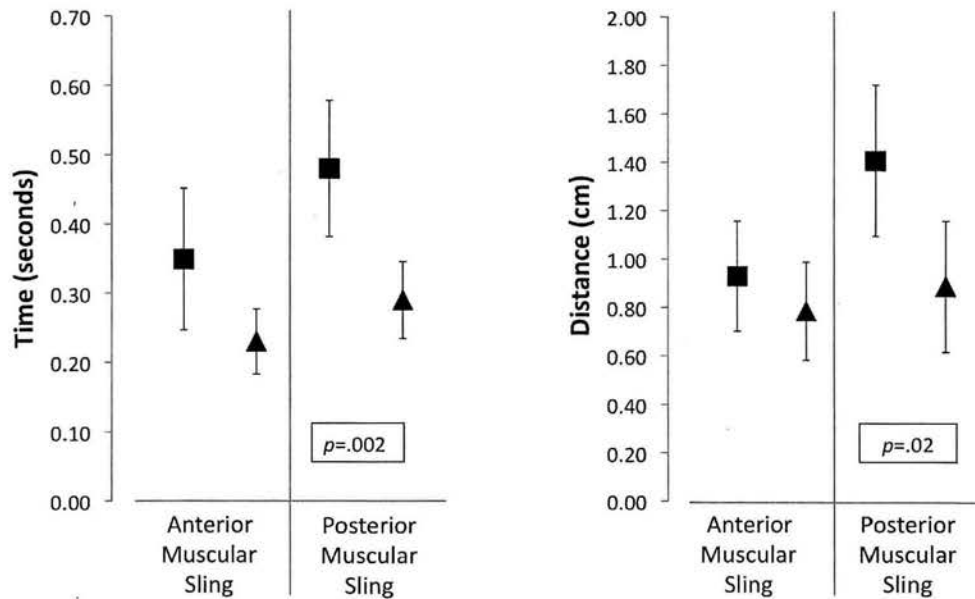 0.70
0.60
0.50
0.40
0.30
0.20
0.10
0.00
Time (seconds)
p=.002
Anterior
Muscular
Sling
Posterior
Muscular
Sling
2.00
1.80
1.60
1.40
1.20
1.00
0.80
0.60
0.40
0.20
0.00
Distance (cm)
p=.02
Anterior
Muscular
Sling
Posterior
Muscular
Sling